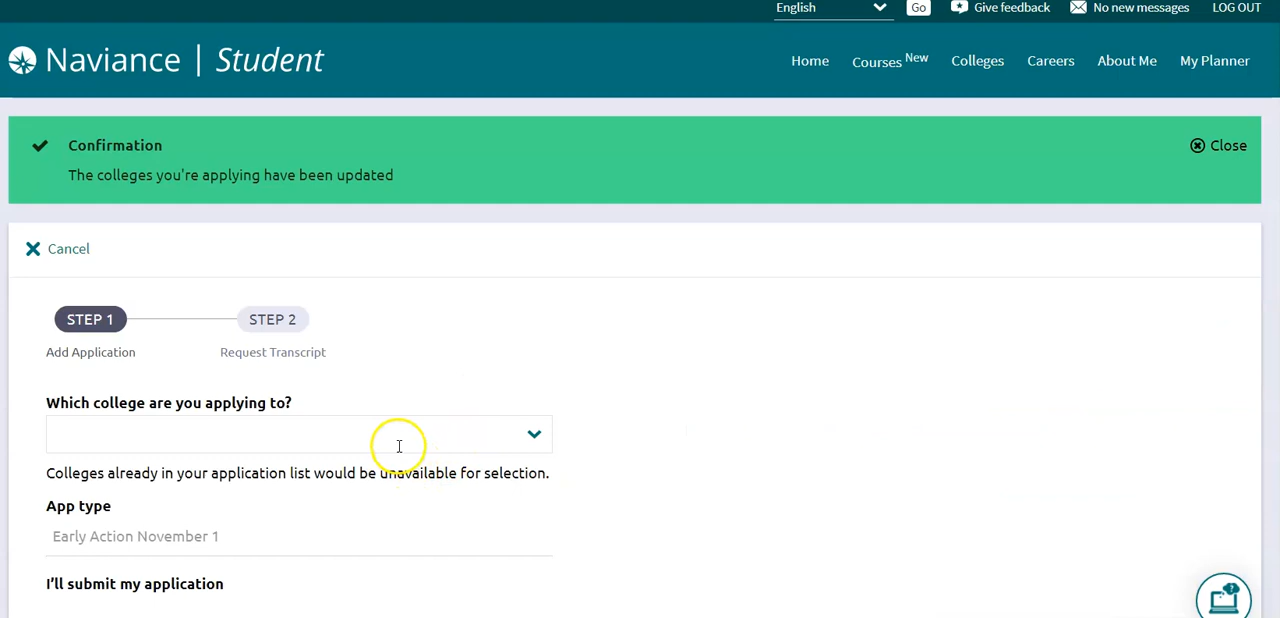 English Go Give feedback No new messages LOG OUT
Naviance | Student
Home Courses New Colleges Careers About Me My Planner
Confirmation
Close
The colleges you're applying have been updated
Cancel
STEP 1 STEP 2
Add Application Request Transcript
Which college are you applying to?
Colleges already in your application list would be unavailable for selection.
App type
Early Action November 1
I'll submit my application